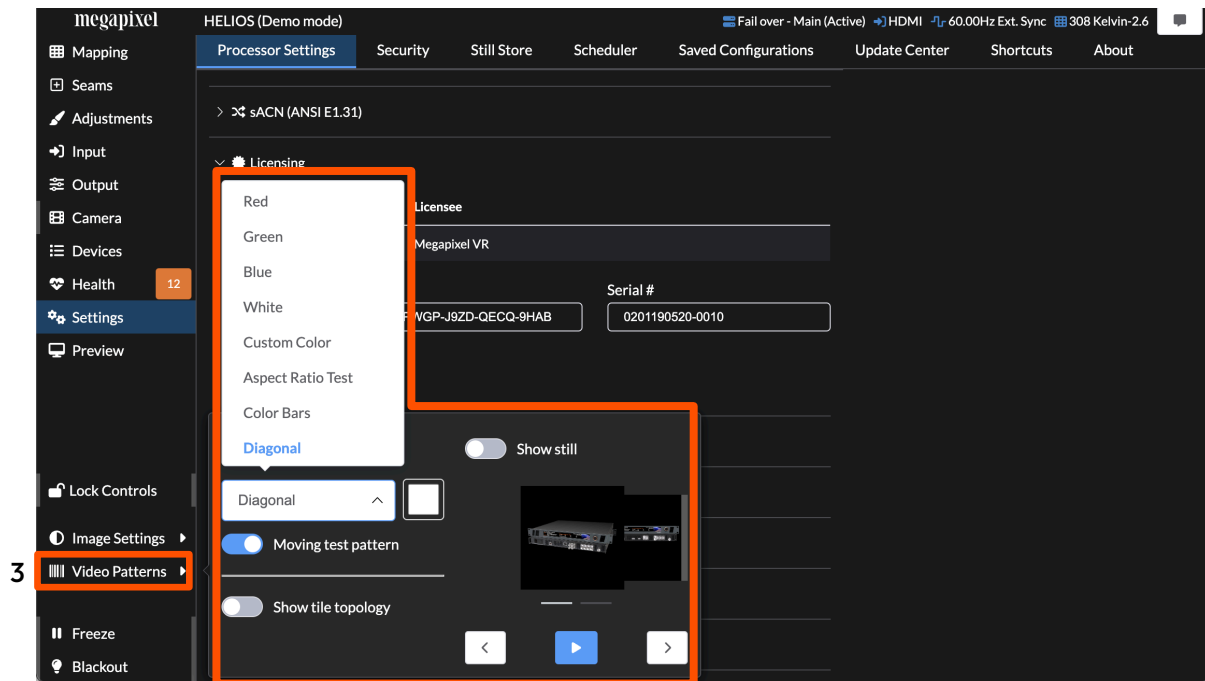 megapixel
HELIOS (Demo mode)
Fail over - Main (Active) HDMI 60.00Hz Ext. Sync 308 Kelvin-2.6
Processor Settings Security Still Store Scheduler Saved Configurations Update Center Shortcuts About
Mapping
Seams
Adjustments
Input
Output
Camera
Devices
Health 12
Settings
Preview
Lock Controls
Image Settings
3 Video Patterns
Freeze
Blackout
sACN (ANSI E1.31)
Licensing
Licensee
Megapixel VR
Serial #
WGP-J9ZD-QECQ-9HAB
0201190520-0010
Red
Green
Blue
White
Custom Color
Aspect Ratio Test
Color Bars
Diagonal
Diagonal
Moving test pattern
Show tile topology
Show still